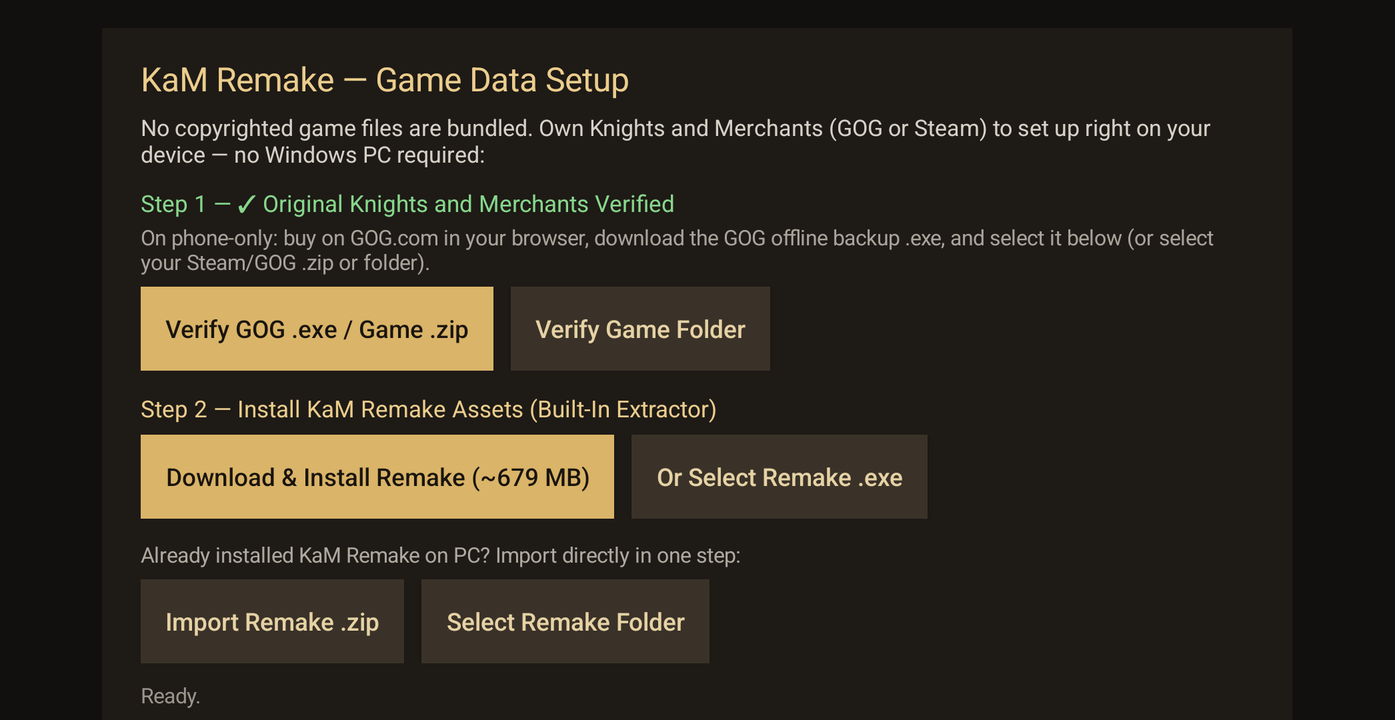 KaM Remake — Game Data Setup
No copyrighted game files are bundled. Own Knights and Merchants (GOG or Steam) to set up right on your
device — no Windows PC required:
Step 1 — ✓ Original Knights and Merchants Verified
On phone-only: buy on GOG.com in your browser, download the GOG offline backup .exe, and select it below (or select
your Steam/GOG .zip or folder).
Verify GOG .exe / Game .zip
Verify Game Folder
Step 2 — Install KaM Remake Assets (Built-In Extractor)
Download & Install Remake (~679 MB)
Or Select Remake .exe
Already installed KaM Remake on PC? Import directly in one step:
Import Remake .zip
Select Remake Folder
Ready.